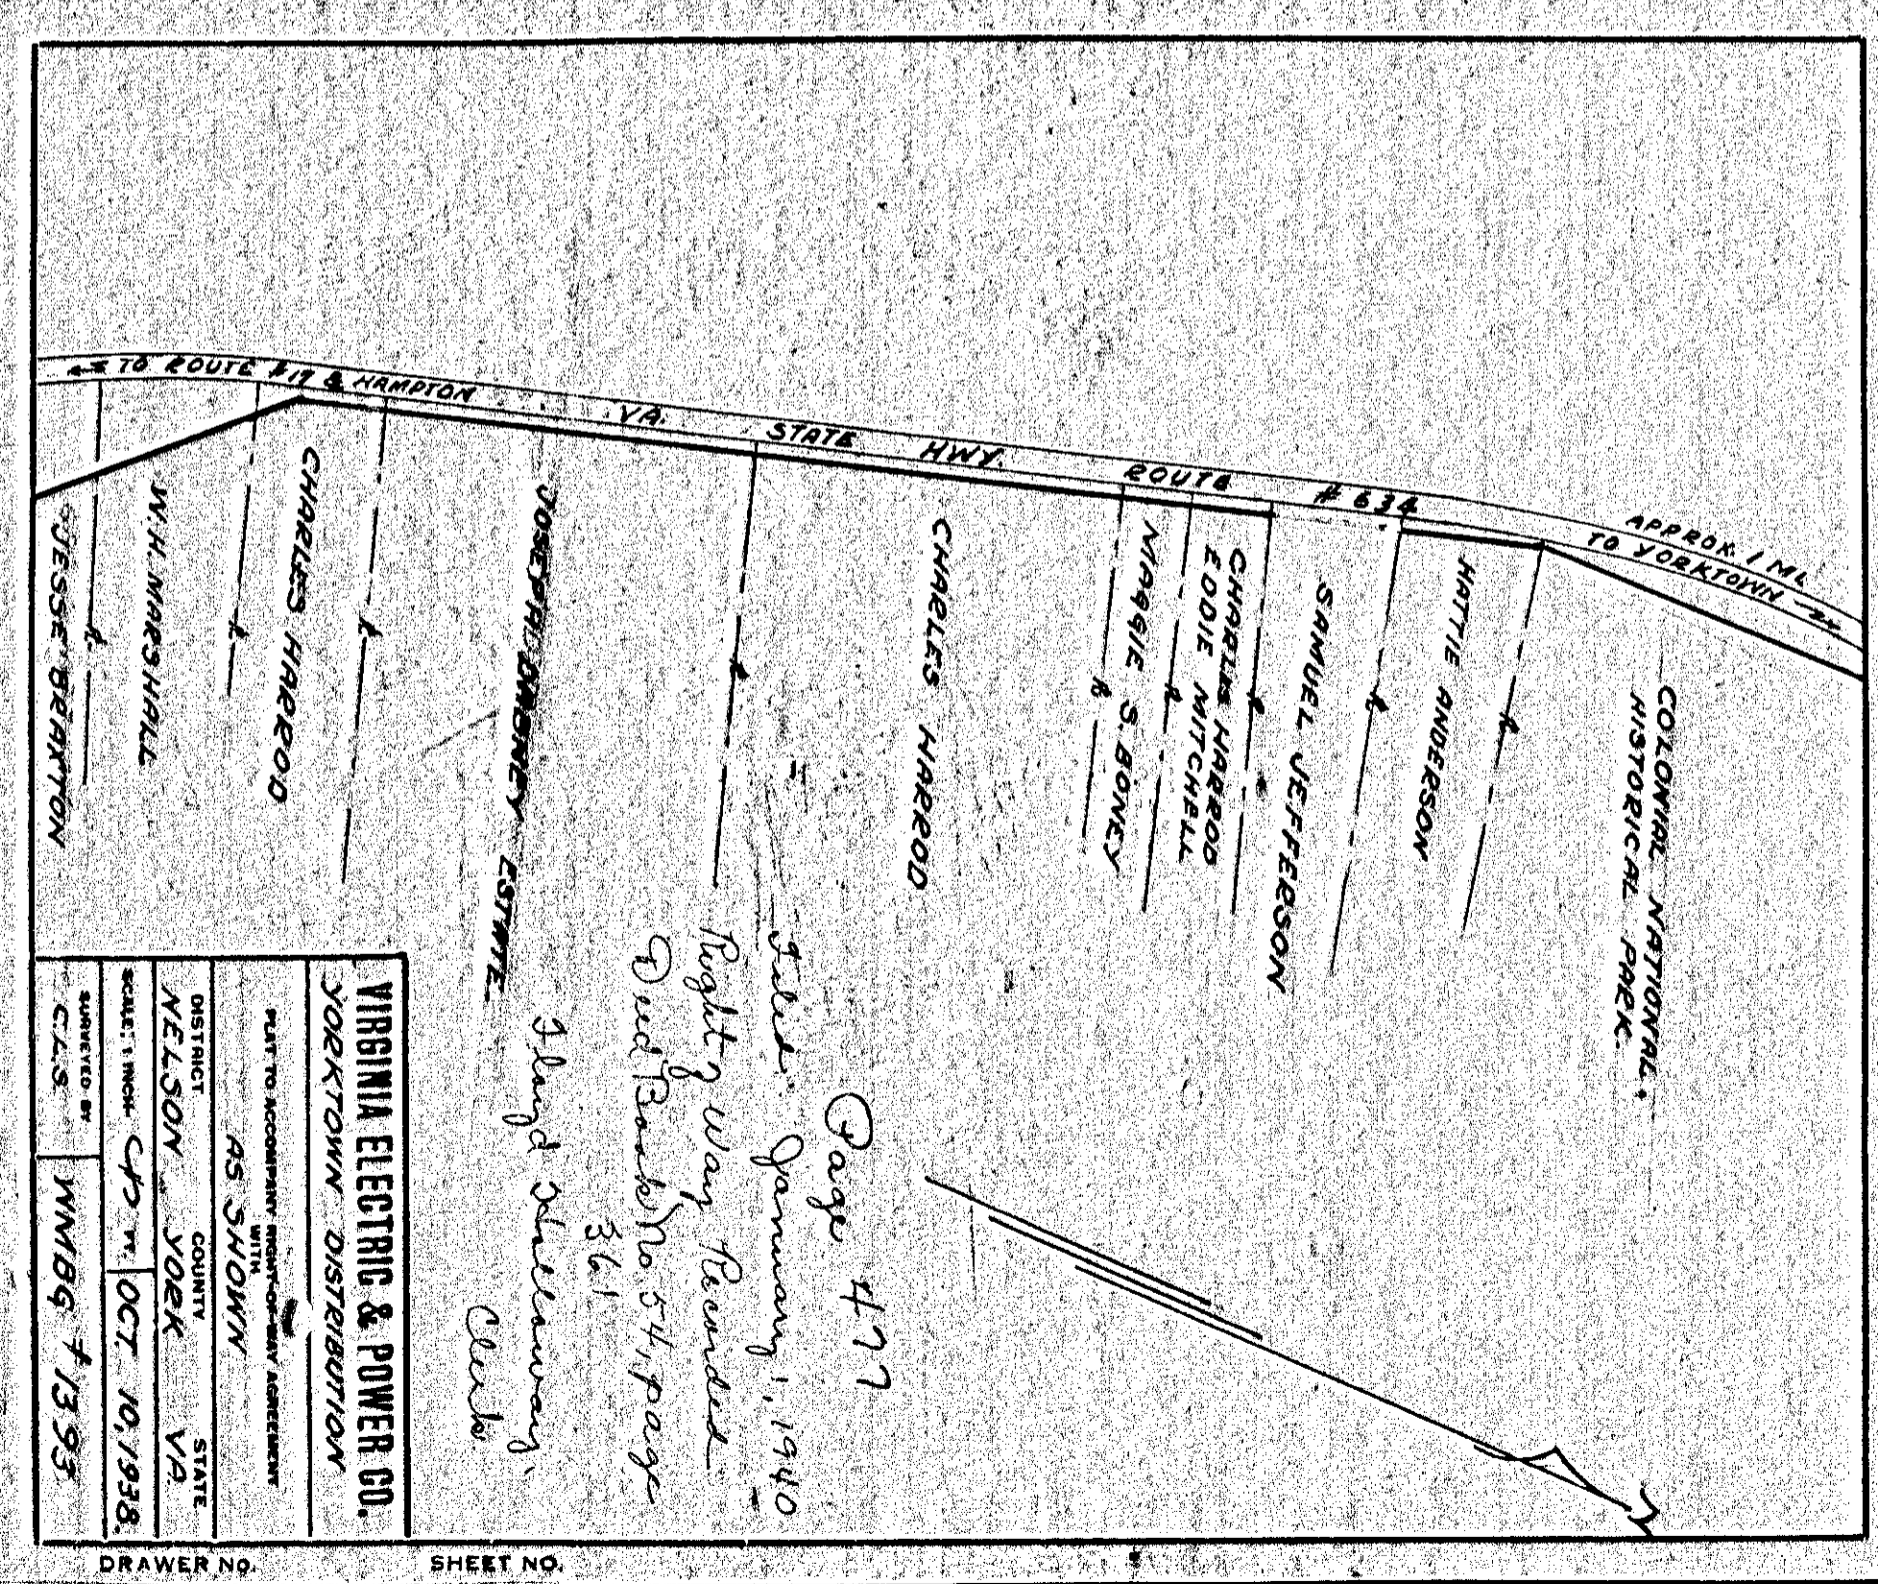 ← TO ROUTE #17 & HAMPTON VA. STATE HWY. ROUTE # 634
APPROX. 1 MI.
TO YORKTOWN →
JESSE BRAXTON
W.H. MARSHALL
CHARLES HARROD
JOSEPH ESTATE
CHARLES HARROD
MAGGIE S. BONEY
CHARLES HARROD
EDDIE MITCHELL
SAMUEL JEFFERSON
HATTIE ANDERSON
COLONIAL NATIONAL
HISTORICAL PARK.
Page 477
Filed January 1, 1940
Right of Way Recorded
Deed Book No. 54, page
361
Floyd Holloway,
Clerk
VIRGINIA ELECTRIC & POWER CO.
YORKTOWN DISTRIBUTION
PLAT TO ACCOMPANY RIGHT-OF-WAY AGREEMENT
WITH
AS SHOWN
DISTRICT COUNTY STATE
NELSON YORK VA.
SCALE: 1 INCH OCT. 10, 1938.
SURVEYED BY
C.L.S. WMBG #1393
DRAWER NO. SHEET NO.
N